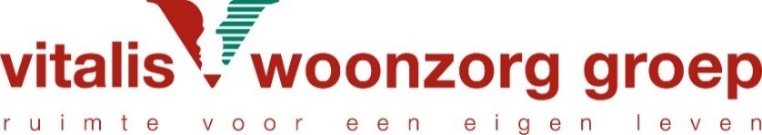 vitalis woonzorg groep
ruimte voor een eigen leven